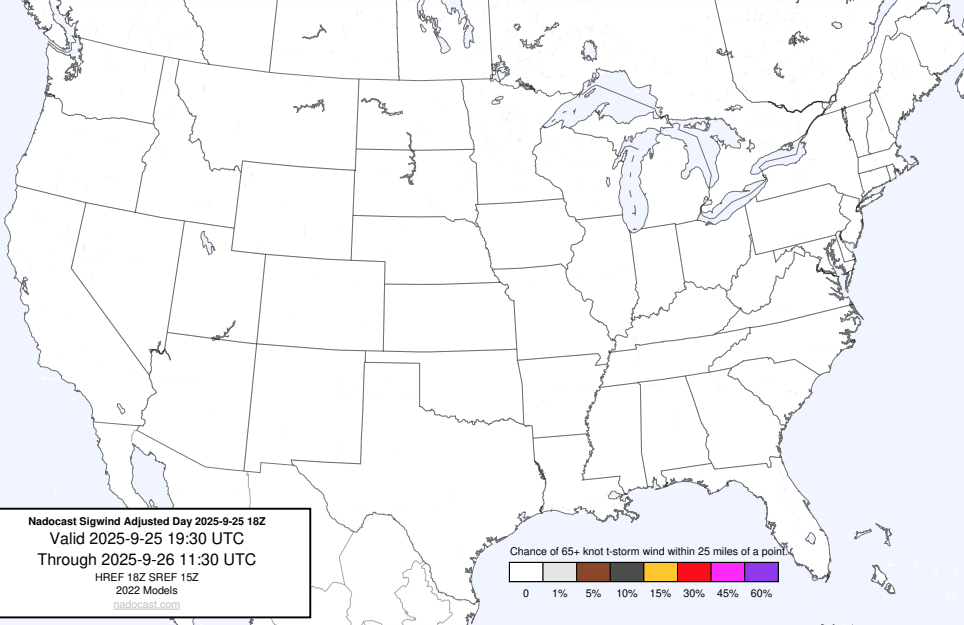 Nadocast Sigwind Adjusted Day 2025-9-25 18Z
Valid 2025-9-25 19:30 UTC
Through 2025-9-26 11:30 UTC
HREF 18Z SREF 15Z
2022 Models
nadocast.com
Chance of 65+ knot t-storm wind within 25 miles of a point.
0 1% 5% 10% 15% 30% 45% 60%